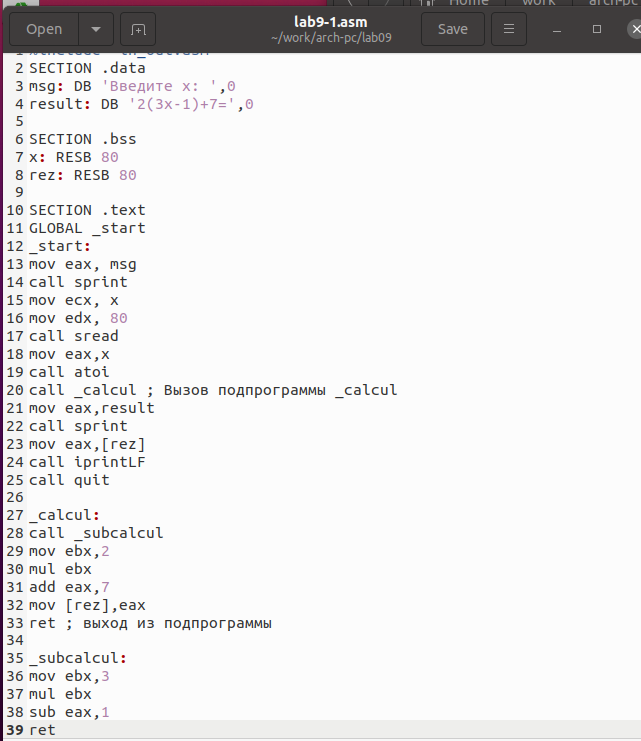 Home work arch-pc
Open lab9-1.asm Save
~/work/arch-pc/lab09
2 SECTION .data
3 msg: DB 'Введите x: ',0
4 result: DB '2(3x-1)+7=',0
5
6 SECTION .bss
7 x: RESB 80
8 rez: RESB 80
9
10 SECTION .text
11 GLOBAL _start
12 _start:
13 mov eax, msg
14 call sprint
15 mov ecx, x
16 mov edx, 80
17 call sread
18 mov eax,x
19 call atoi
20 call _calcul ; Вызов подпрограммы _calcul
21 mov eax,result
22 call sprint
23 mov eax,[rez]
24 call iprintLF
25 call quit
26
27 _calcul:
28 call _subcalcul
29 mov ebx,2
30 mul ebx
31 add eax,7
32 mov [rez],eax
33 ret ; выход из подпрограммы
34
35 _subcalcul:
36 mov ebx,3
37 mul ebx
38 sub eax,1
39 ret